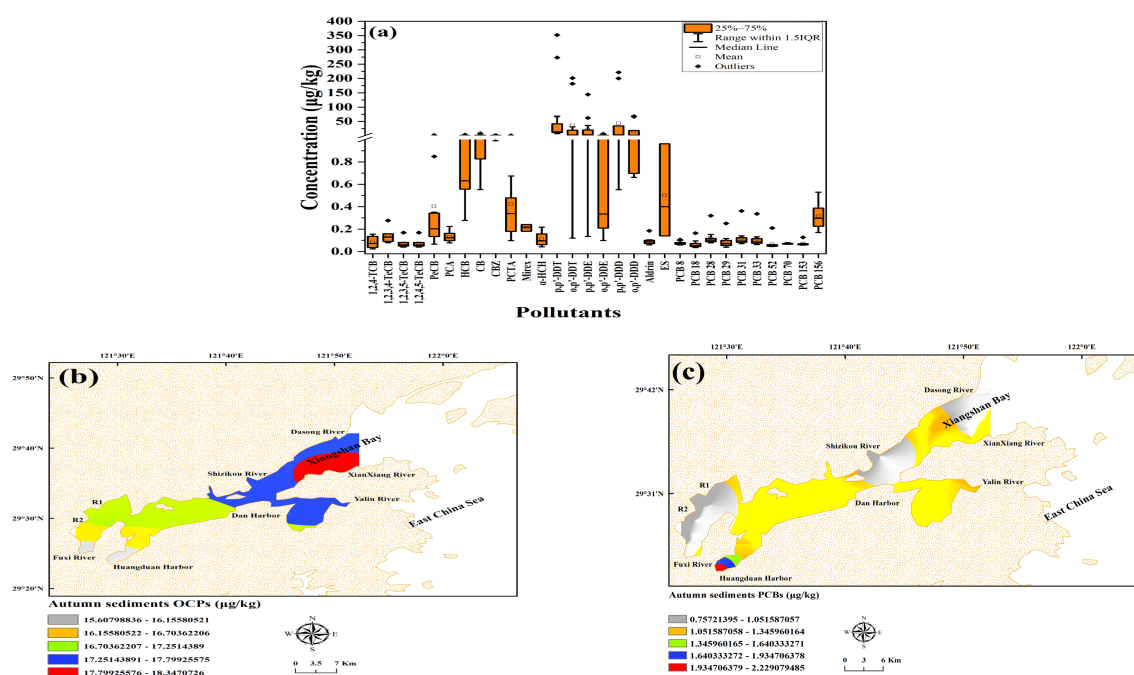 (a)
25%~75%
Range within 1.5IQR
Median Line
Mean
Outliers
Concentration (µg/kg)
400
350
300
250
200
150
100
50
0.8
0.6
0.4
0.2
0.0
1,2,4-TCB
1,2,3,4-TeCB
1,2,3,5-TeCB
1,2,4,5-TeCB
PeCB
PCA
HCB
CB
CBZ
PCTA
Mirex
α-HCH
p,p'-DDT
o,p'-DDT
p,p'-DDE
o,p'-DDE
p,p'-DDD
o,p'-DDD
Aldrin
ES
PCB 8
PCB 18
PCB 28
PCB 29
PCB 31
PCB 33
PCB 52
PCB 70
PCB 153
PCB 156
Pollutants
(b)
121°30'E 121°40'E 121°50'E 122°0'E
29°50'N
29°40'N
29°30'N
29°20'N
Dasong River
Xiangshan Bay
Shizikou River
XianXiang River
R1
Yalin River
R2
Dan Harbor
East China Sea
Fuxi River
Huangduan Harbor
Autumn sediments OCPs (µg/kg)
15.60798836 - 16.15580521
16.15580522 - 16.70362206
16.70362207 - 17.2514389
17.25143891 - 17.79925575
17.79925576 - 18.3470726
N
W E
S
0 3.5 7 Km
(c)
121°30'E 121°40'E 121°50'E 122°0'E
29°42'N
29°31'N
Dasong River
Xiangshan Bay
Shizikou River
XianXiang River
R1
Yalin River
R2
Dan Harbor
East China Sea
Fuxi River
Huangduan Harbor
Autumn sediments PCBs (µg/kg)
0.75721395 - 1.051587057
1.051587058 - 1.345960164
1.345960165 - 1.640333271
1.640333272 - 1.934706378
1.934706379 - 2.229079485
N
W E
S
0 3 6 Km